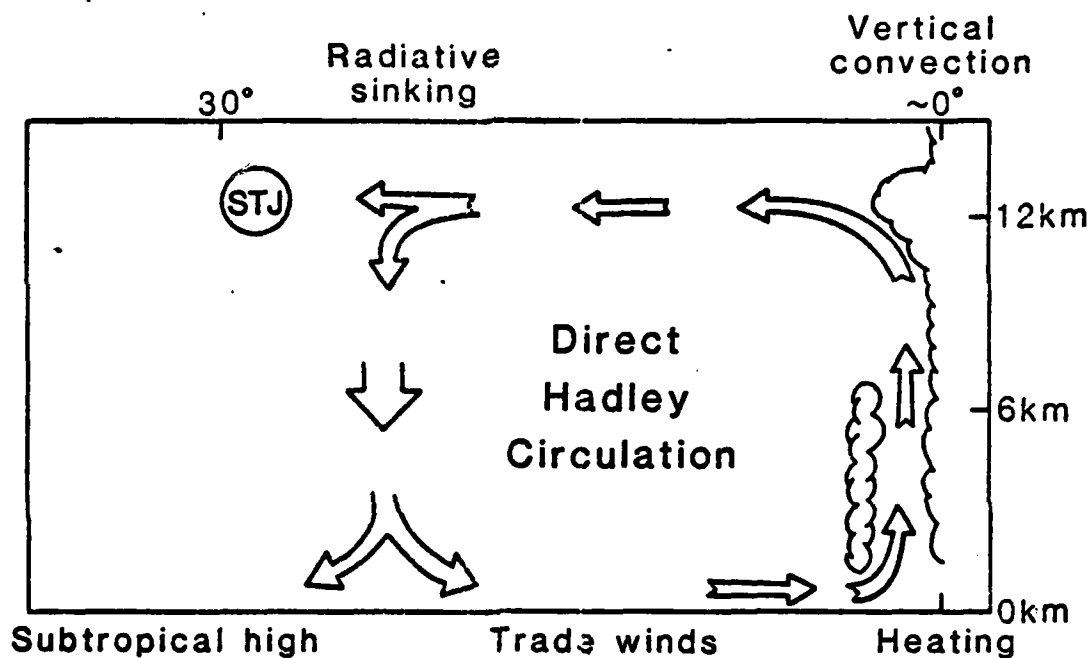 Radiative
sinking
Vertical
convection
30°
~0°
STJ
12km
Direct
Hadley
Circulation
6km
0km
Subtropical high
Trade winds
Heating